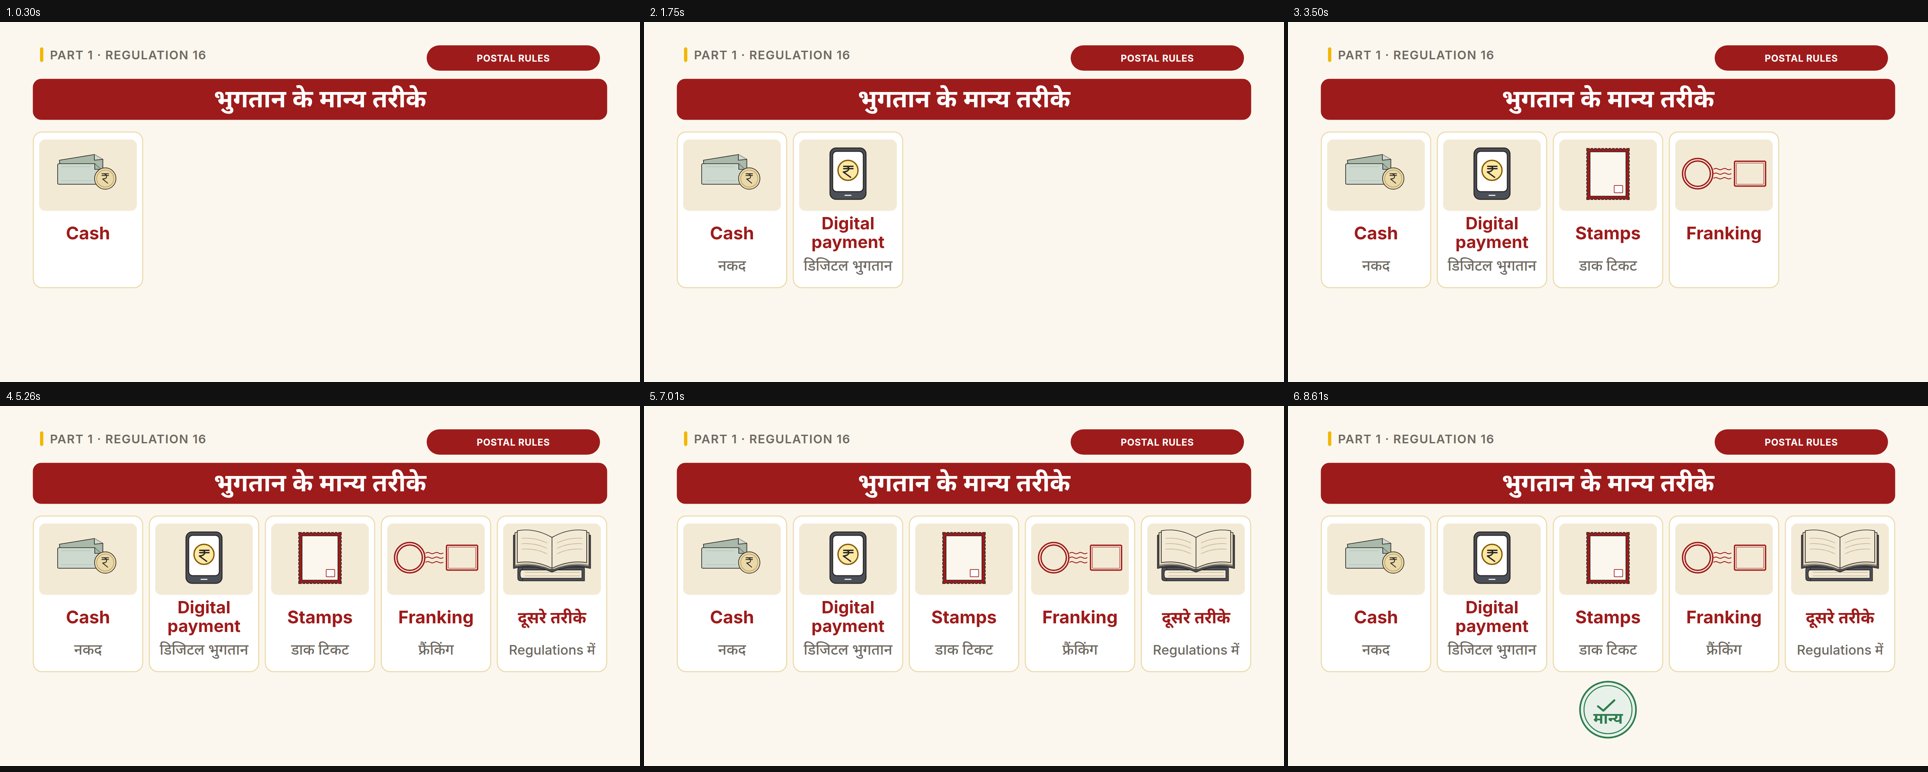 1. 0.30s
PART 1 · REGULATION 16
POSTAL RULES
भुगतान के मान्य तरीके
₹
Cash
2. 1.75s
PART 1 · REGULATION 16
POSTAL RULES
भुगतान के मान्य तरीके
₹
₹
Cash
Digital
payment
नकद
डिजिटल भुगतान
3. 3.50s
PART 1 · REGULATION 16
POSTAL RULES
भुगतान के मान्य तरीके
₹
₹
Cash
Digital
payment
Stamps
Franking
नकद
डिजिटल भुगतान
डाक टिकट
4. 5.26s
PART 1 · REGULATION 16
POSTAL RULES
भुगतान के मान्य तरीके
₹
₹
Cash
Digital
payment
Stamps
Franking
दूसरे तरीके
नकद
डिजिटल भुगतान
डाक टिकट
फ्रैंकिंग
Regulations में
5. 7.01s
PART 1 · REGULATION 16
POSTAL RULES
भुगतान के मान्य तरीके
₹
₹
Cash
Digital
payment
Stamps
Franking
दूसरे तरीके
नकद
डिजिटल भुगतान
डाक टिकट
फ्रैंकिंग
Regulations में
6. 8.61s
PART 1 · REGULATION 16
POSTAL RULES
भुगतान के मान्य तरीके
₹
₹
Cash
Digital
payment
Stamps
Franking
दूसरे तरीके
नकद
डिजिटल भुगतान
डाक टिकट
फ्रैंकिंग
Regulations में
मान्य